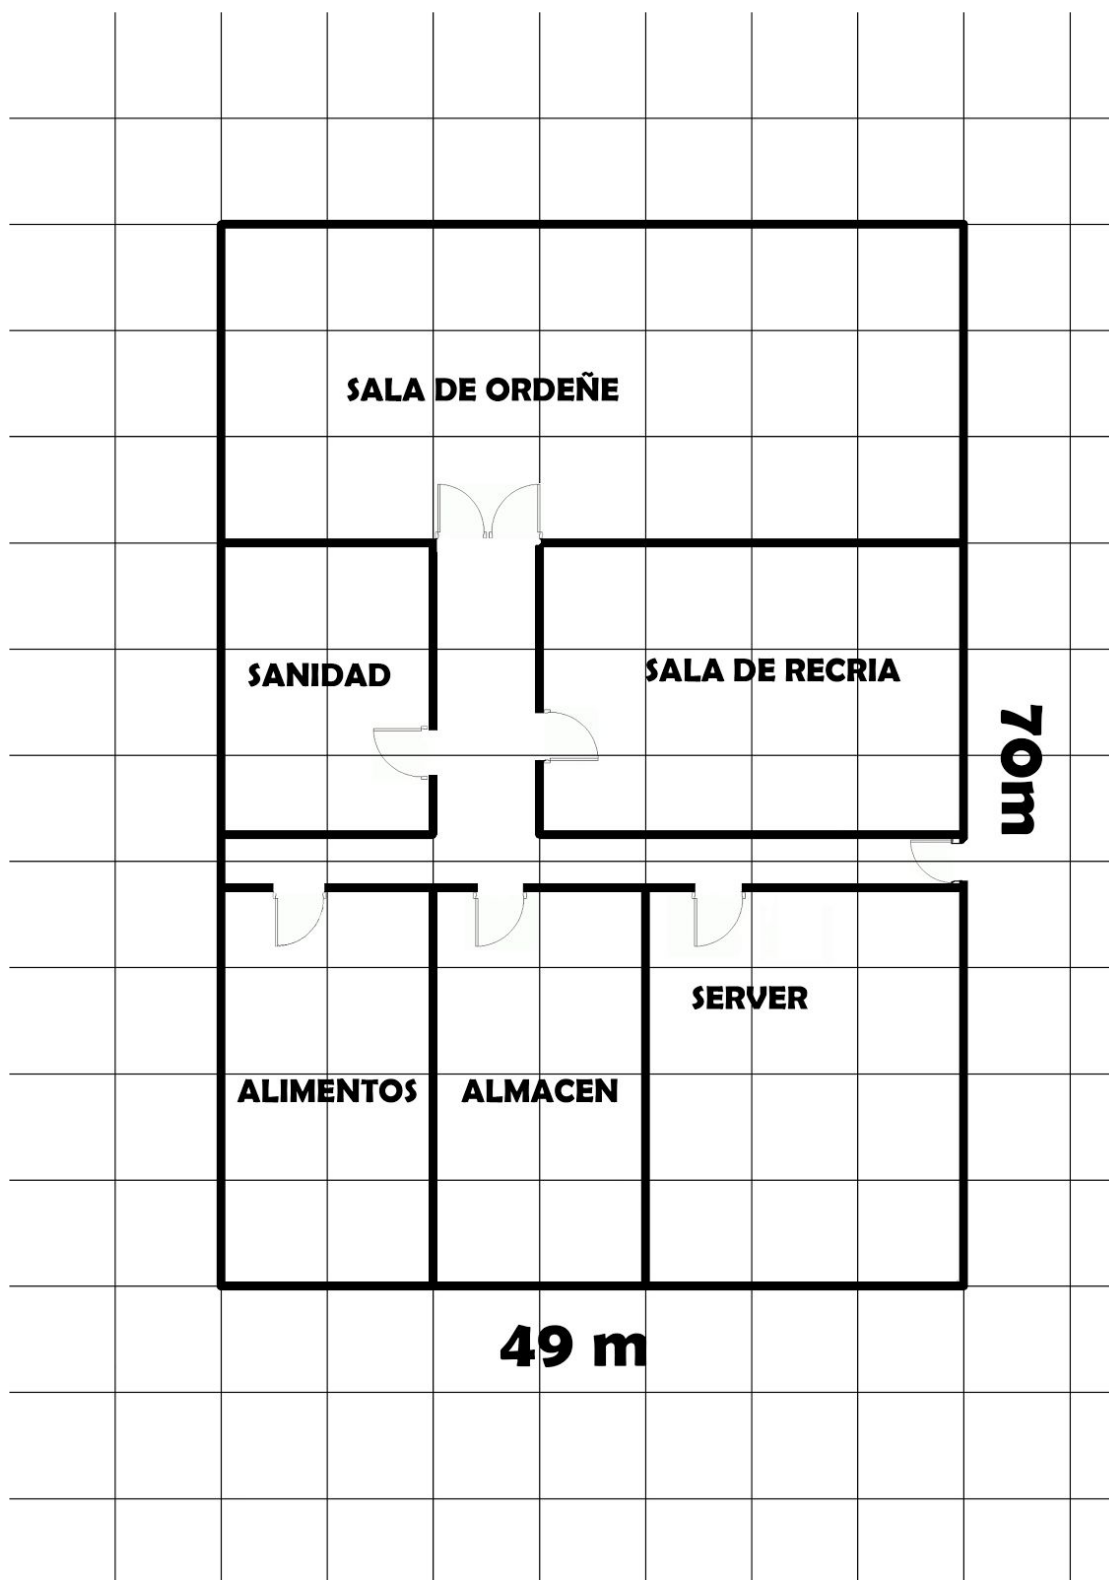 SALA DE ORDEÑE
SANIDAD
SALA DE RECRIA
70m
SERVER
ALIMENTOS
ALMACEN
49 m